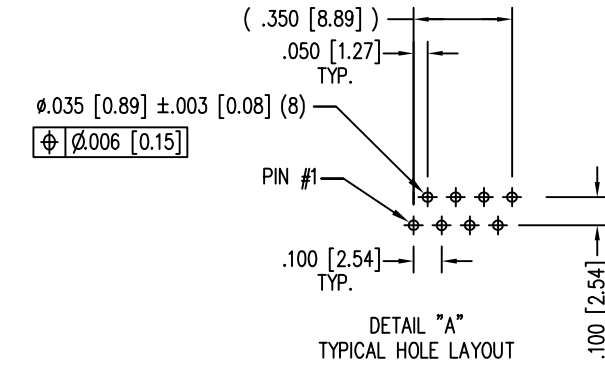 ( .350 [8.89] )
.050 [1.27]
TYP.
ø.035 [0.89] ±.003 [0.08] (8)
⌖ Ø.006 [0.15]
PIN #1
.100 [2.54]
TYP.
.100 [2.54]
DETAIL "A"
TYPICAL HOLE LAYOUT